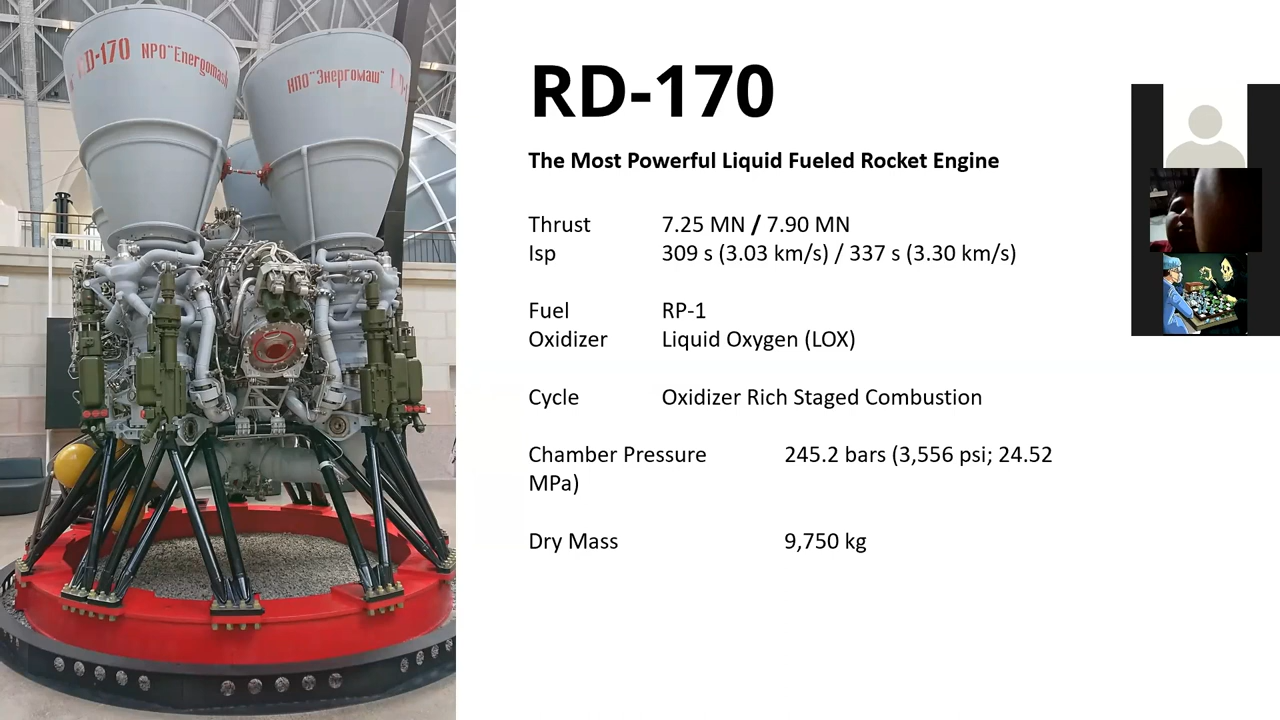 RD-170 NPO"Energomash
НПО"Энергомаш"
RD-170
The Most Powerful Liquid Fueled Rocket Engine
Thrust 7.25 MN / 7.90 MN
Isp 309 s (3.03 km/s) / 337 s (3.30 km/s)
Fuel RP-1
Oxidizer Liquid Oxygen (LOX)
Cycle Oxidizer Rich Staged Combustion
Chamber Pressure 245.2 bars (3,556 psi; 24.52
MPa)
Dry Mass 9,750 kg